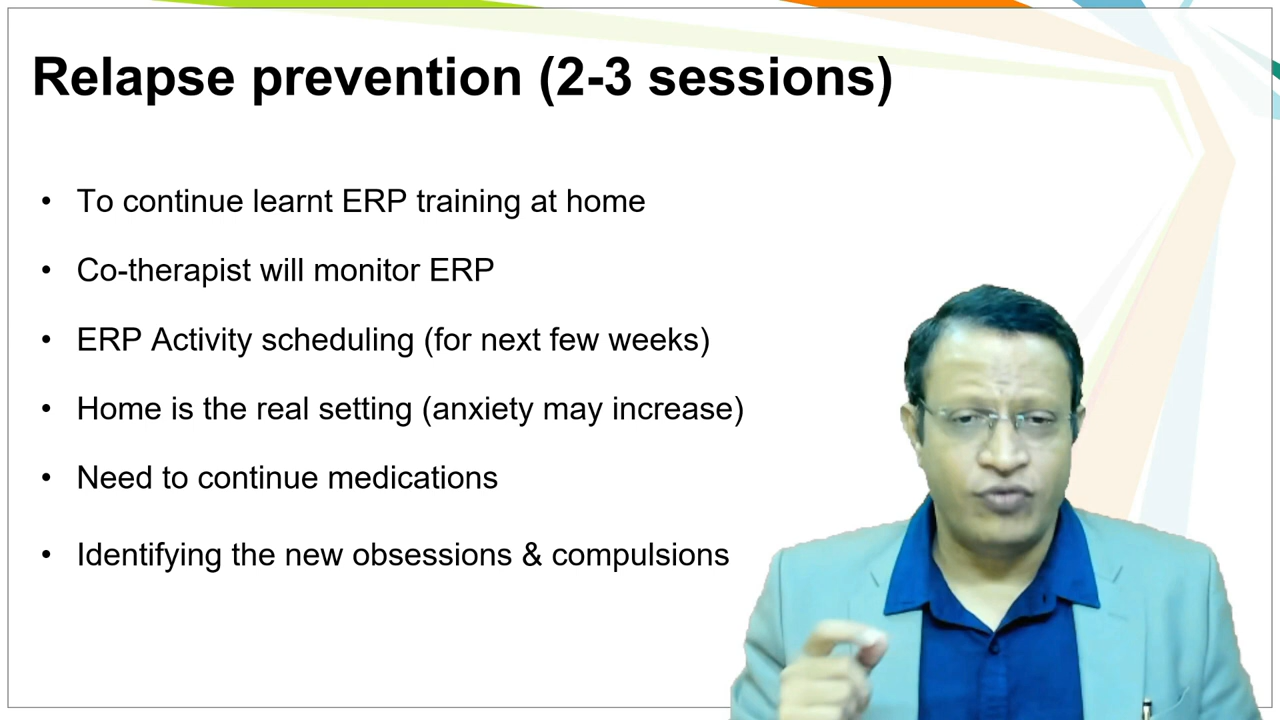 Relapse prevention (2-3 sessions)
• To continue learnt ERP training at home
• Co-therapist will monitor ERP
• ERP Activity scheduling (for next few weeks)
• Home is the real setting (anxiety may increase)
• Need to continue medications
• Identifying the new obsessions & compulsions